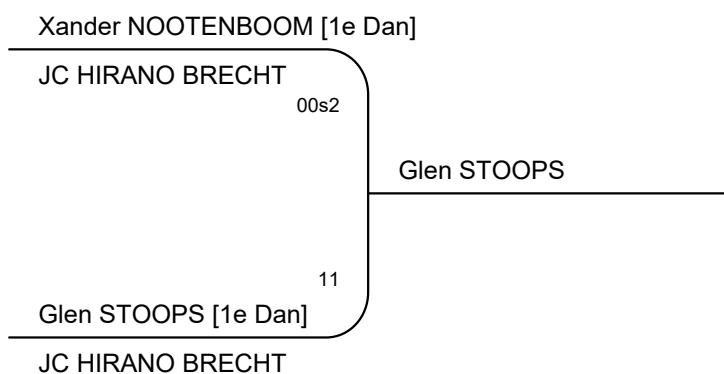 Xander NOOTENBOOM [1e Dan]
JC HIRANO BRECHT
00s2
Glen STOOPS
11
Glen STOOPS [1e Dan]
JC HIRANO BRECHT